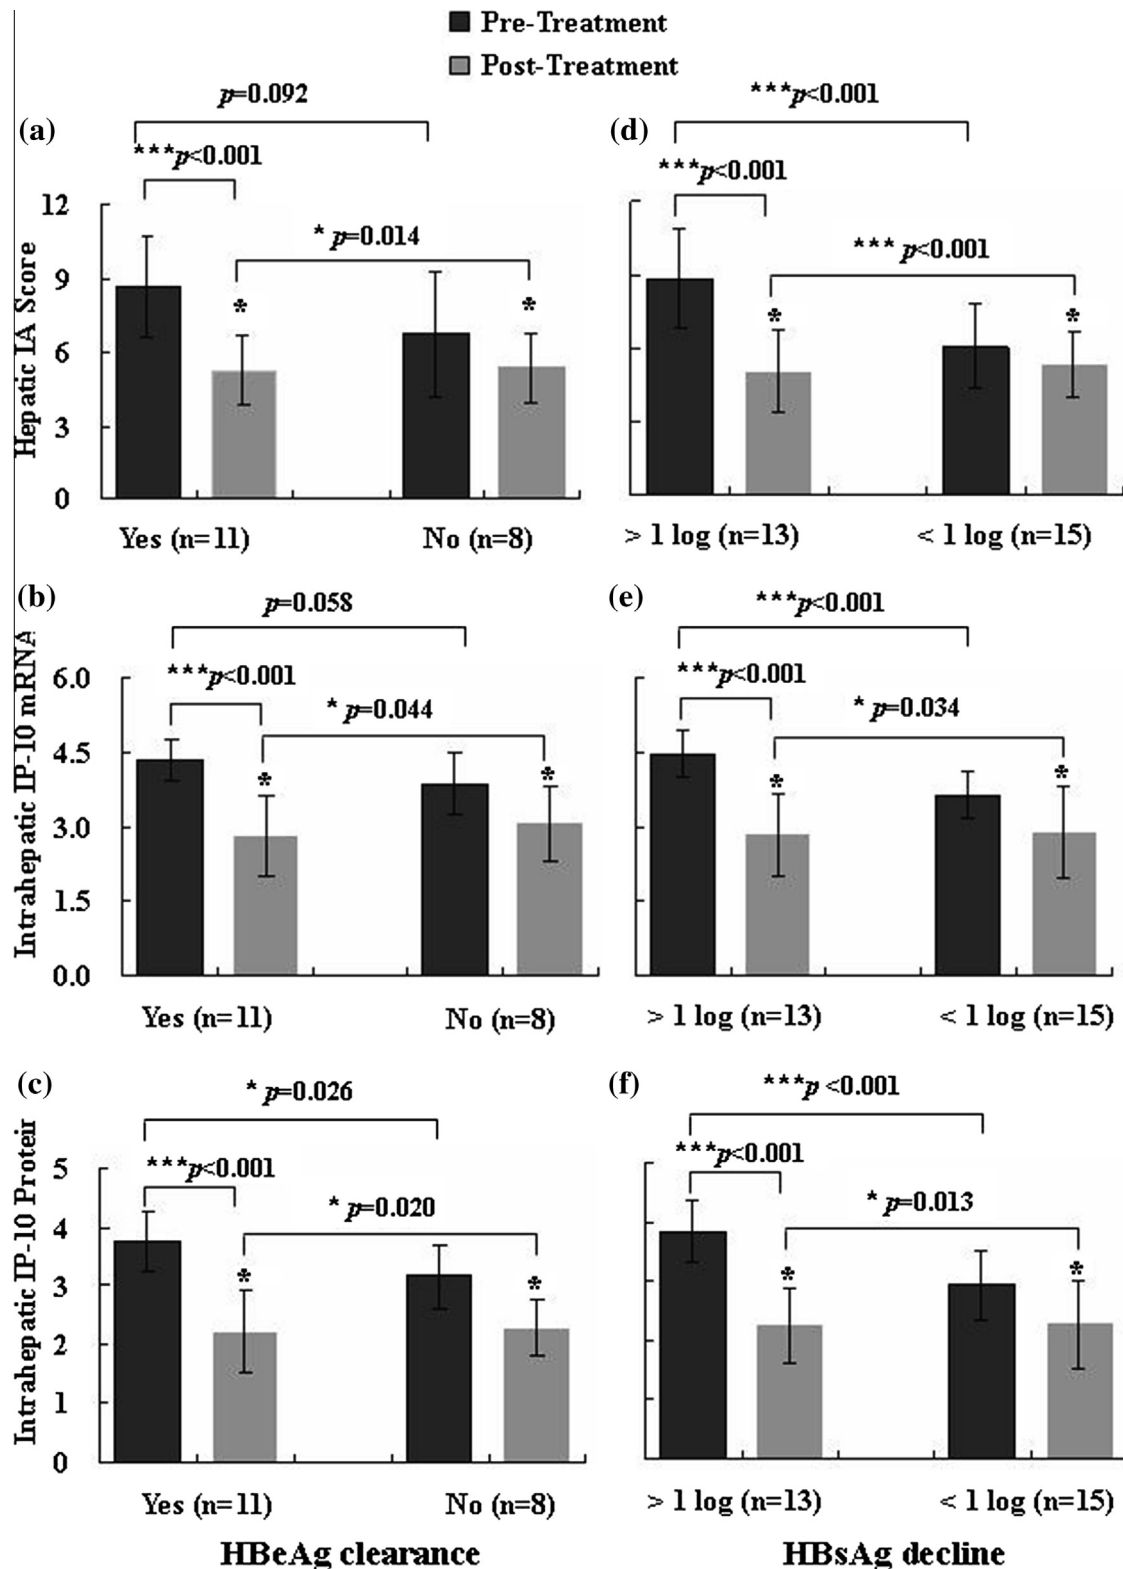 Pre-Treatment
Post-Treatment
(a)
p=0.092
***p<0.001
* p=0.014
Hepatic IA Score
12
9
6
3
0
*
*
Yes (n=11)
No (n=8)
(d)
***p<0.001
***p<0.001
*** p<0.001
*
*
> 1 log (n=13)
< 1 log (n=15)
(b)
p=0.058
***p<0.001
* p=0.044
Intrahepatic IP-10 mRNA
6.0
4.5
3.0
1.5
0.0
*
*
Yes (n=11)
No (n=8)
(e)
***p<0.001
***p<0.001
* p=0.034
*
*
> 1 log (n=13)
< 1 log (n=15)
(c)
* p=0.026
***p<0.001
* p=0.020
Intrahepatic IP-10 Protein
5
4
3
2
1
0
*
*
Yes (n=11)
No (n=8)
HBeAg clearance
(f)
***p <0.001
***p<0.001
* p=0.013
*
*
> 1 log (n=13)
< 1 log (n=15)
HBsAg decline